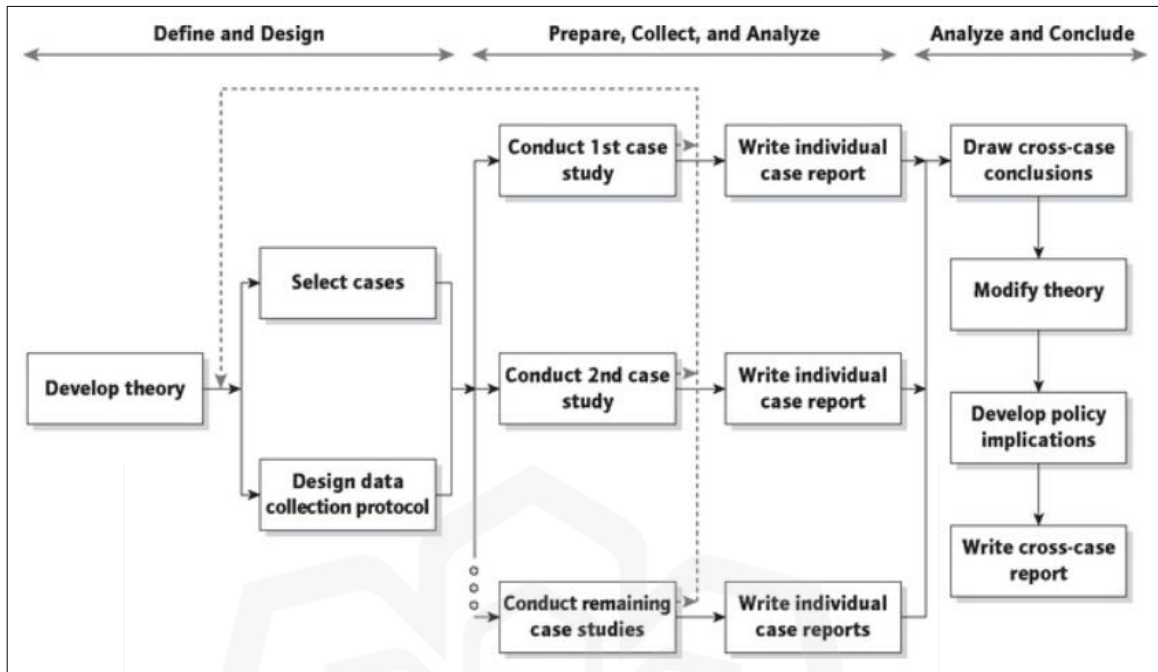 Define and Design
Prepare, Collect, and Analyze
Analyze and Conclude
Conduct 1st case
study
Write individual
case report
Draw cross-case
conclusions
Select cases
Modify theory
Develop theory
Conduct 2nd case
study
Write individual
case report
Develop policy
implications
Design data
collection protocol
Write cross-case
report
Conduct remaining
case studies
Write individual
case reports